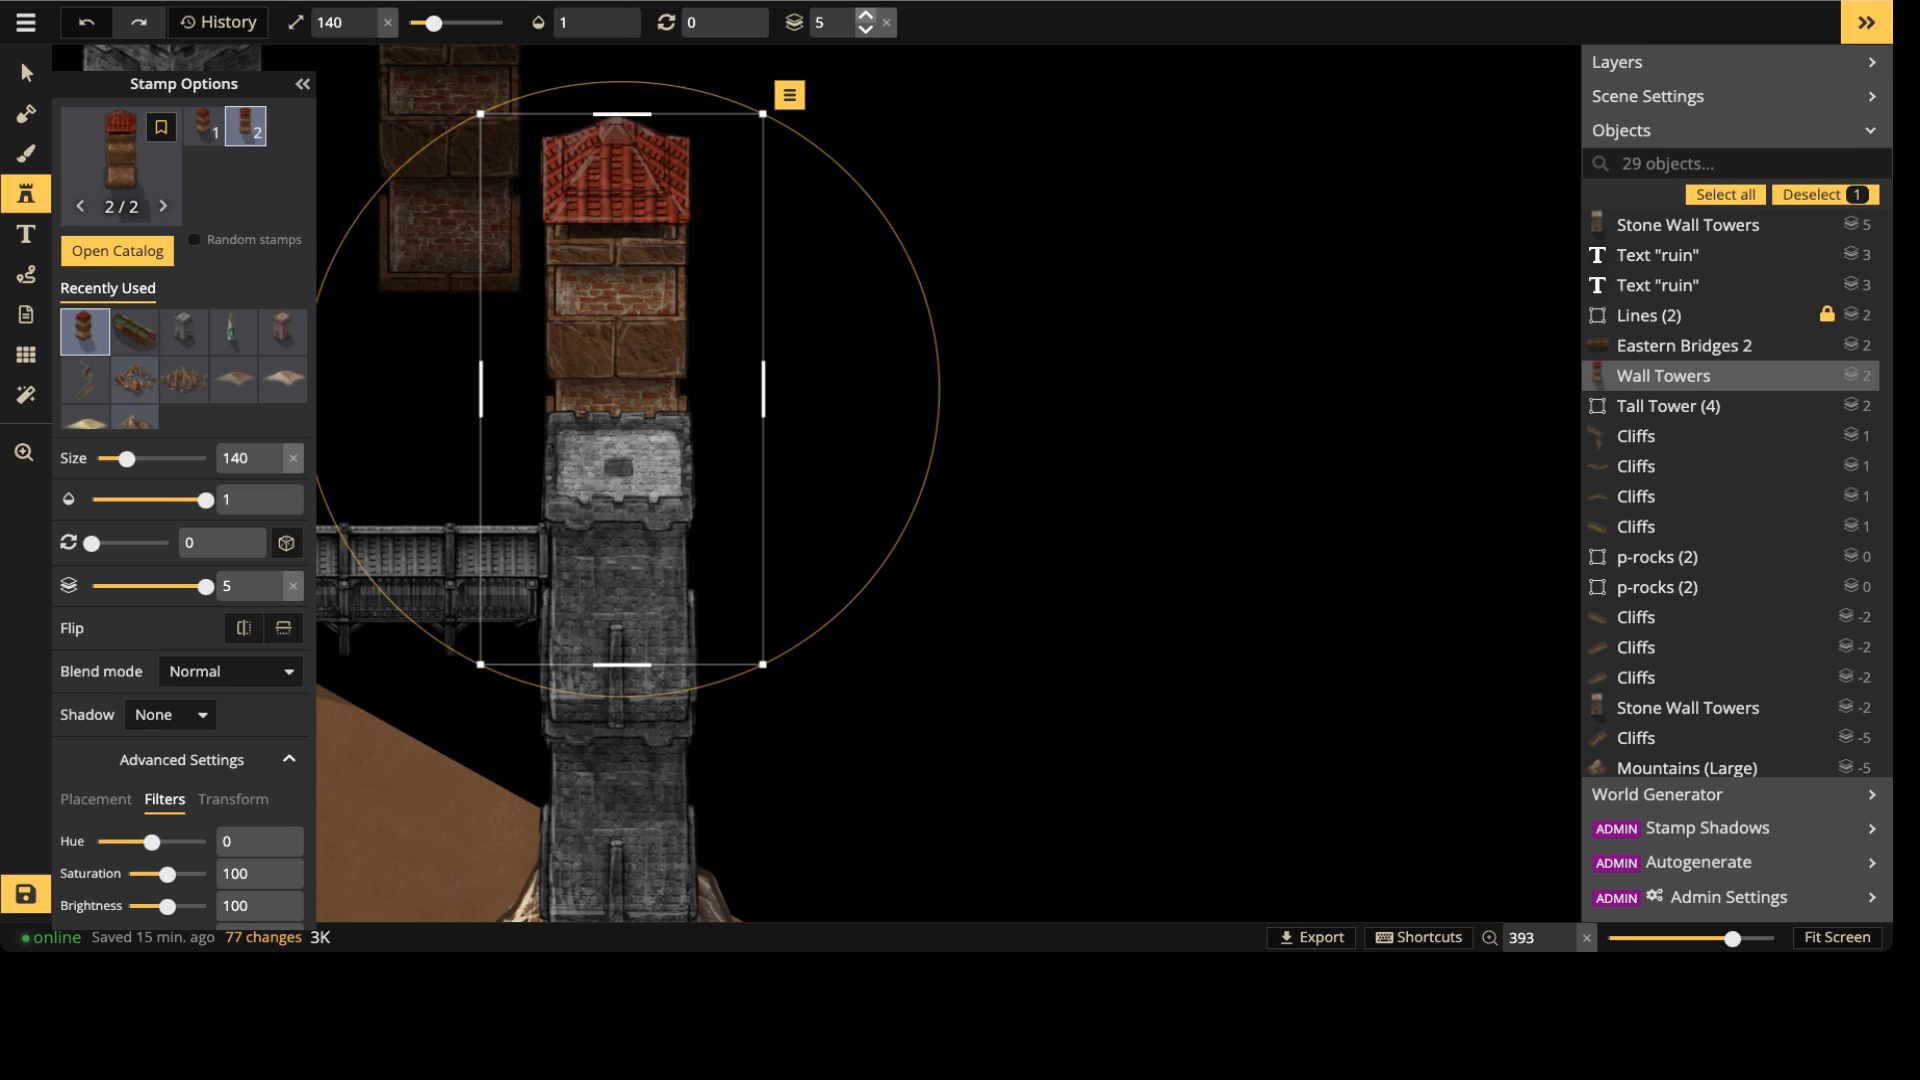 History
140
1
0
5
Stamp Options
1
2
2 / 2
Open Catalog
Random stamps
Recently Used
Size
140
1
0
5
Flip
Blend mode
Normal
Shadow
None
Advanced Settings
Placement Filters Transform
Hue
0
Saturation
100
Brightness
100
online
Saved 15 min. ago
77 changes
3K
Layers
Scene Settings
Objects
29 objects...
Select all
Deselect 1
Stone Wall Towers 5
Text "ruin" 3
Text "ruin" 3
Lines (2) 2
Eastern Bridges 2 2
Wall Towers 2
Tall Tower (4) 2
Cliffs 1
Cliffs 1
Cliffs 1
Cliffs 1
p-rocks (2) 0
p-rocks (2) 0
Cliffs -2
Cliffs -2
Cliffs -2
Stone Wall Towers -2
Cliffs -5
Mountains (Large) -5
World Generator
ADMIN Stamp Shadows
ADMIN Autogenerate
ADMIN Admin Settings
Export
Shortcuts
393
Fit Screen